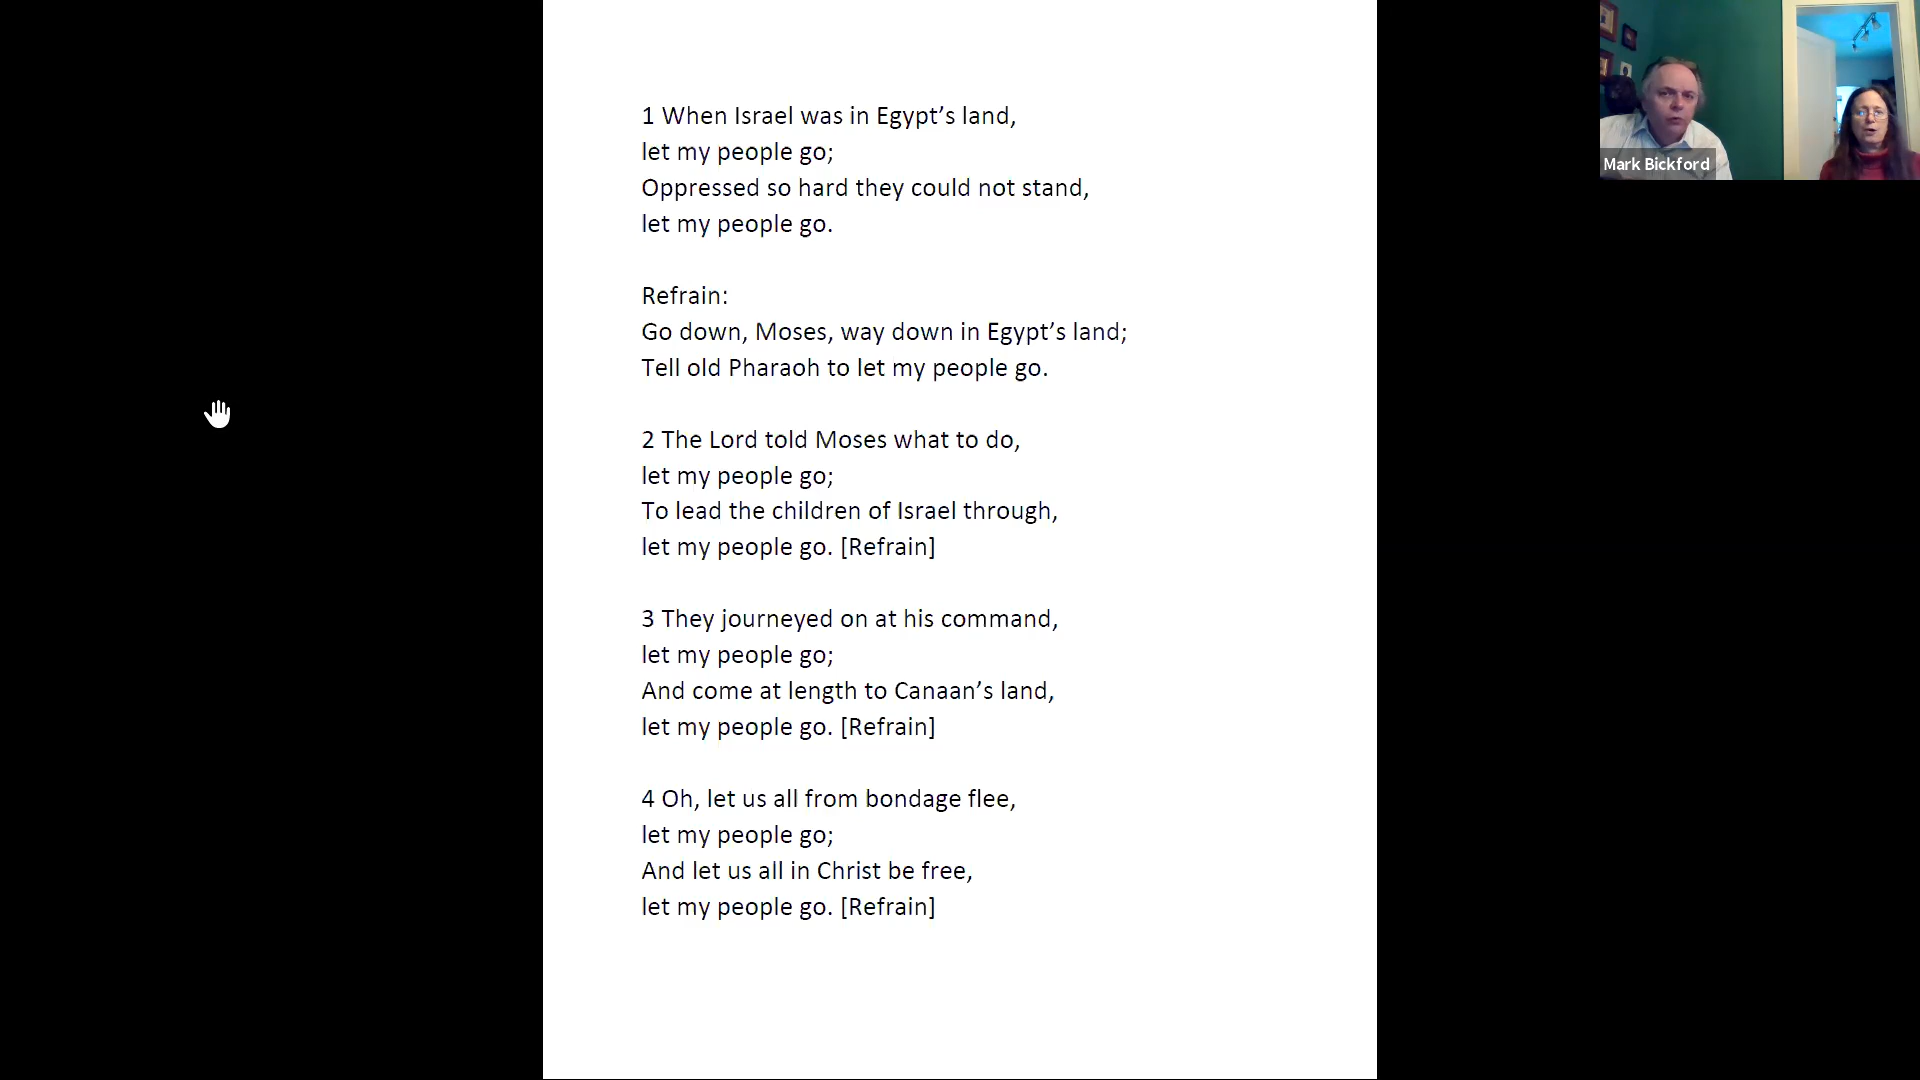 1 When Israel was in Egypt’s land,
let my people go;
Oppressed so hard they could not stand,
let my people go.
Refrain:
Go down, Moses, way down in Egypt’s land;
Tell old Pharaoh to let my people go.
2 The Lord told Moses what to do,
let my people go;
To lead the children of Israel through,
let my people go. [Refrain]
3 They journeyed on at his command,
let my people go;
And come at length to Canaan’s land,
let my people go. [Refrain]
4 Oh, let us all from bondage flee,
let my people go;
And let us all in Christ be free,
let my people go. [Refrain]
Mark Bickford